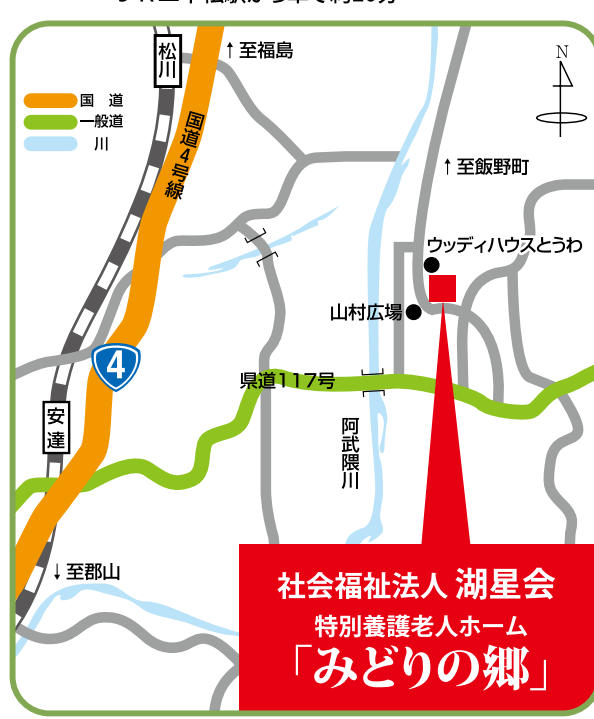 松川
↑至福島
N
国　道
一般道
川
国道4号線
↑至飯野町
ウッディハウスとうわ
山村広場
4
県道117号
安達
阿武隈川
↓至郡山
社会福祉法人 湖星会
特別養護老人ホーム
「みどりの郷」